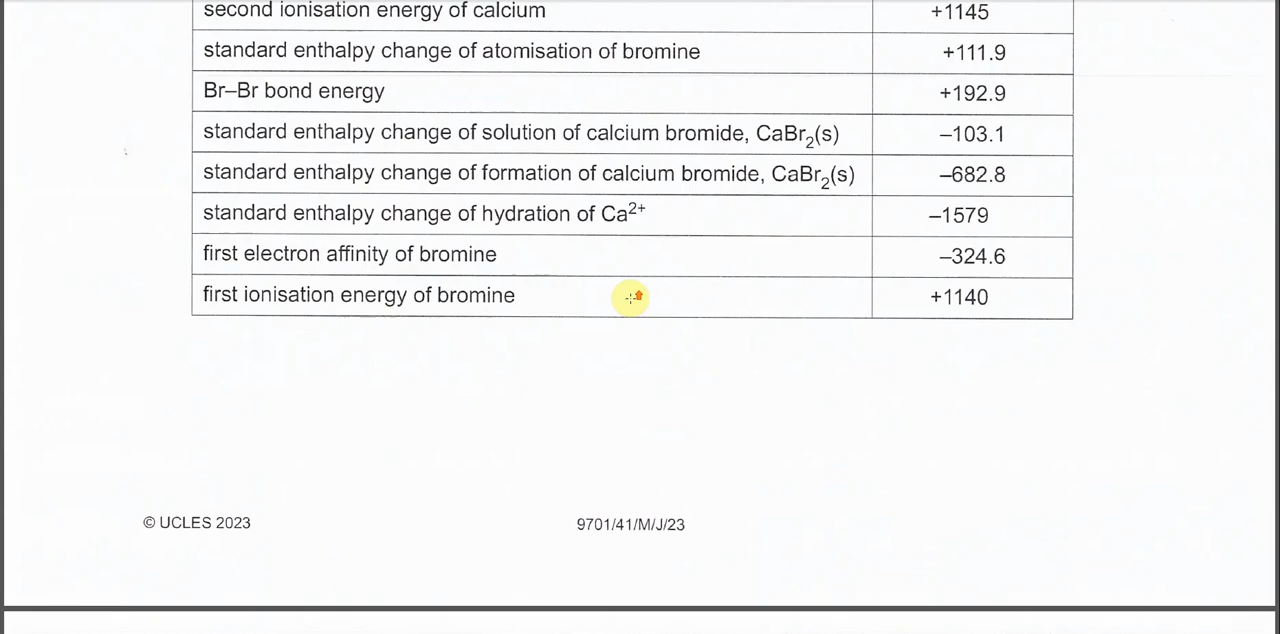 second ionisation energy of calcium +1145
standard enthalpy change of atomisation of bromine +111.9
Br–Br bond energy +192.9
standard enthalpy change of solution of calcium bromide, CaBr₂(s) –103.1
standard enthalpy change of formation of calcium bromide, CaBr₂(s) –682.8
standard enthalpy change of hydration of Ca²⁺ –1579
first electron affinity of bromine –324.6
first ionisation energy of bromine +1140
© UCLES 2023 9701/41/M/J/23